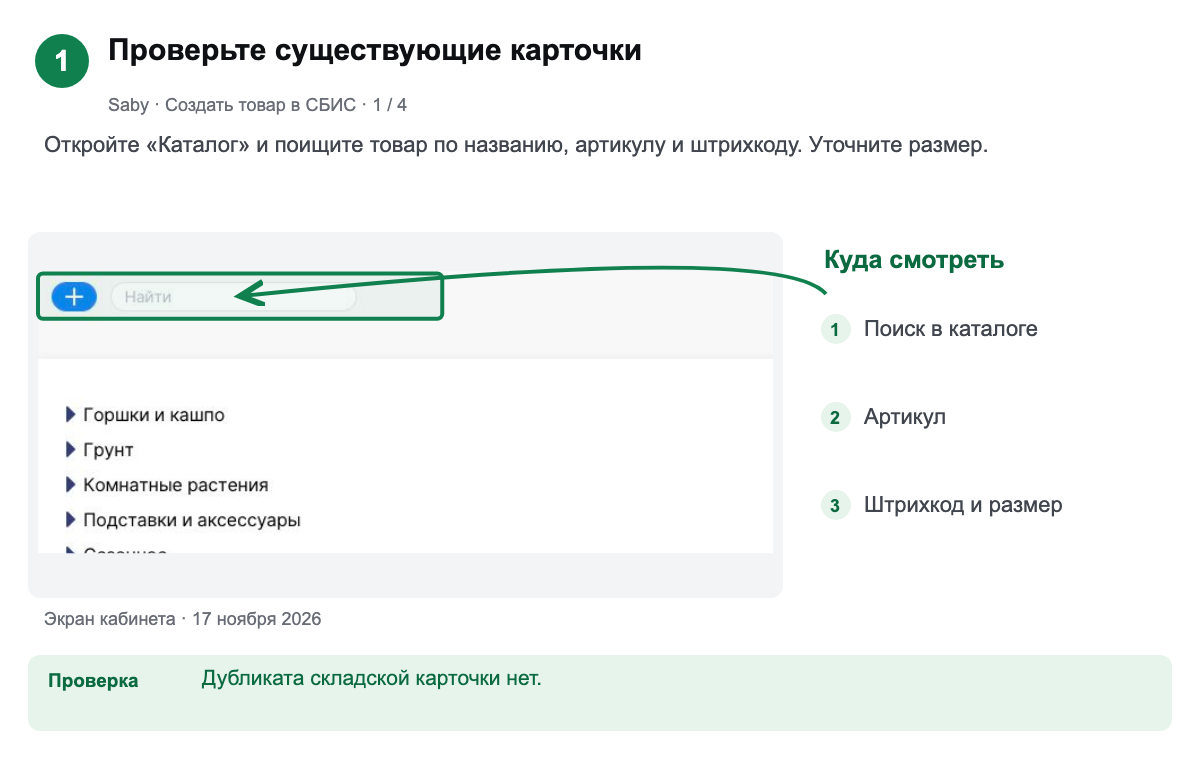 1
Проверьте существующие карточки
Saby · Создать товар в СБИС · 1 / 4
Откройте «Каталог» и поищите товар по названию, артикулу и штрихкоду. Уточните размер.
Найти
Горшки и кашпо
Грунт
Комнатные растения
Подставки и аксессуары
Куда смотреть
1 Поиск в каталоге
2 Артикул
3 Штрихкод и размер
Экран кабинета · 17 ноября 2026
Проверка Дубликата складской карточки нет.